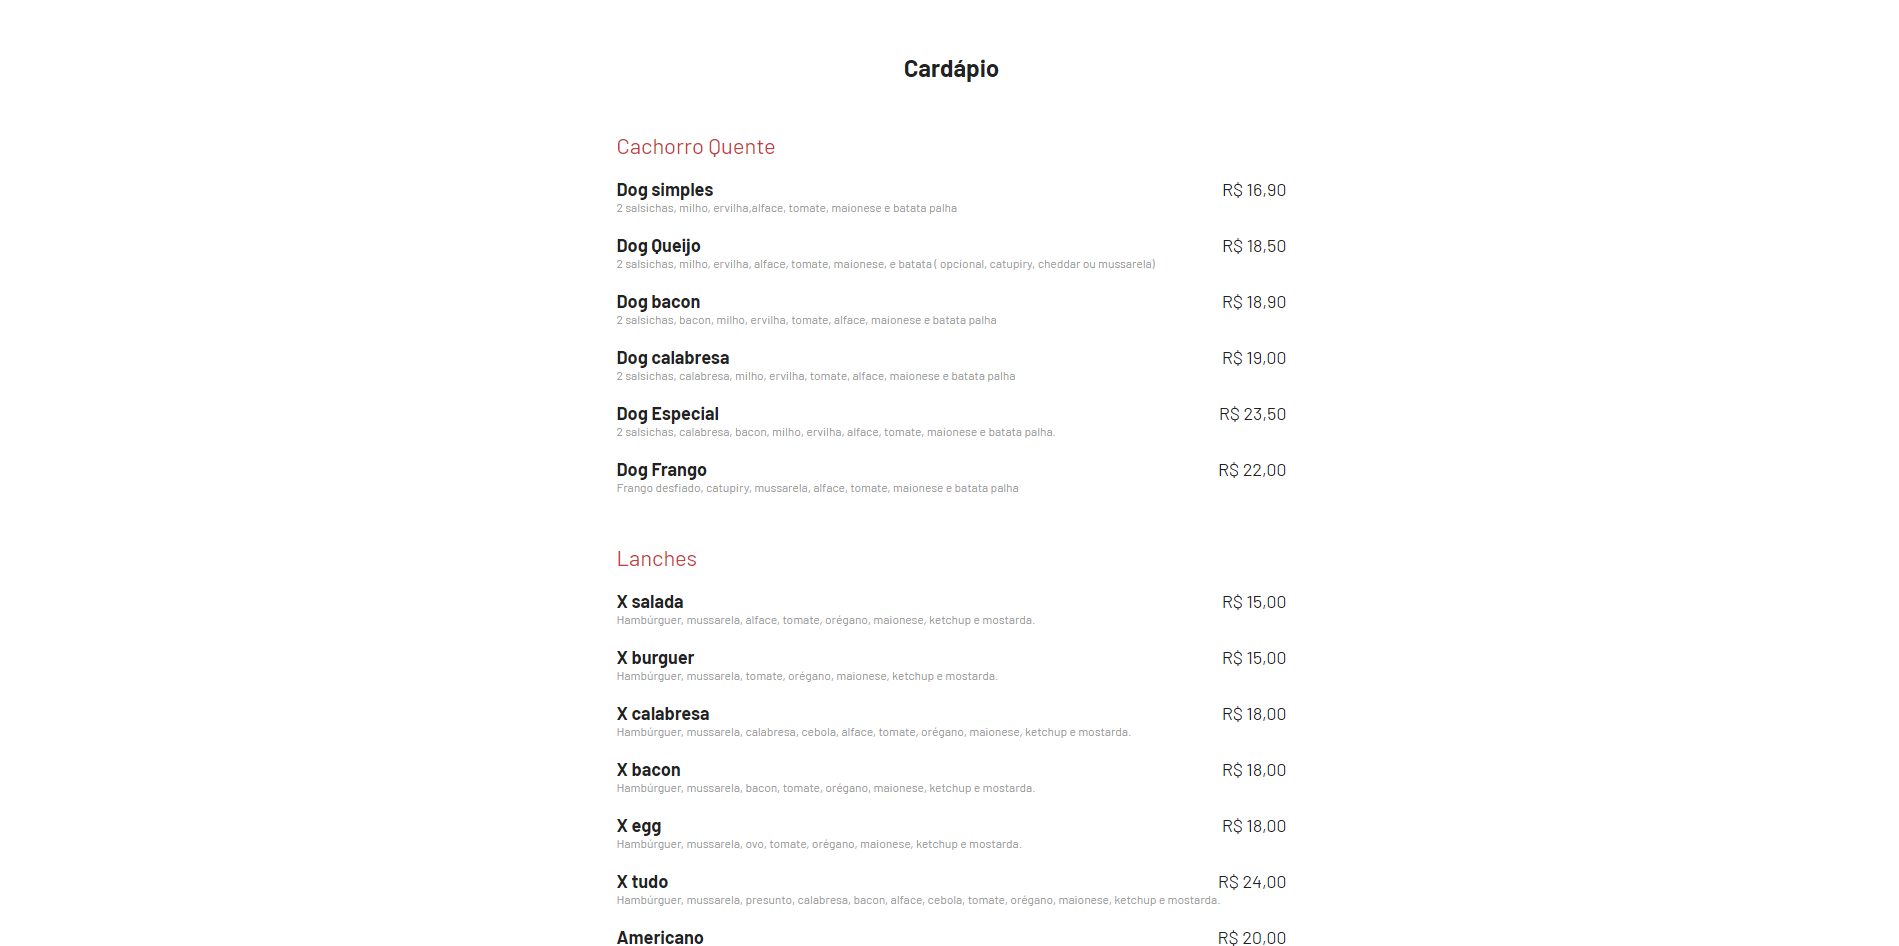 Cardápio
Cachorro Quente
Dog simples R$ 16,90
2 salsichas, milho, ervilha,alface, tomate, maionese e batata palha
Dog Queijo R$ 18,50
2 salsichas, milho, ervilha, alface, tomate, maionese, e batata ( opcional, catupiry, cheddar ou mussarela)
Dog bacon R$ 18,90
2 salsichas, bacon, milho, ervilha, tomate, alface, maionese e batata palha
Dog calabresa R$ 19,00
2 salsichas, calabresa, milho, ervilha, tomate, alface, maionese e batata palha
Dog Especial R$ 23,50
2 salsichas, calabresa, bacon, milho, ervilha, alface, tomate, maionese e batata palha.
Dog Frango R$ 22,00
Frango desfiado, catupiry, mussarela, alface, tomate, maionese e batata palha
Lanches
X salada R$ 15,00
Hambúrguer, mussarela, alface, tomate, orégano, maionese, ketchup e mostarda.
X burguer R$ 15,00
Hambúrguer, mussarela, tomate, orégano, maionese, ketchup e mostarda.
X calabresa R$ 18,00
Hambúrguer, mussarela, calabresa, cebola, alface, tomate, orégano, maionese, ketchup e mostarda.
X bacon R$ 18,00
Hambúrguer, mussarela, bacon, tomate, orégano, maionese, ketchup e mostarda.
X egg R$ 18,00
Hambúrguer, mussarela, ovo, tomate, orégano, maionese, ketchup e mostarda.
X tudo R$ 24,00
Hambúrguer, mussarela, presunto, calabresa, bacon, alface, cebola, tomate, orégano, maionese, ketchup e mostarda.
Americano R$ 20,00